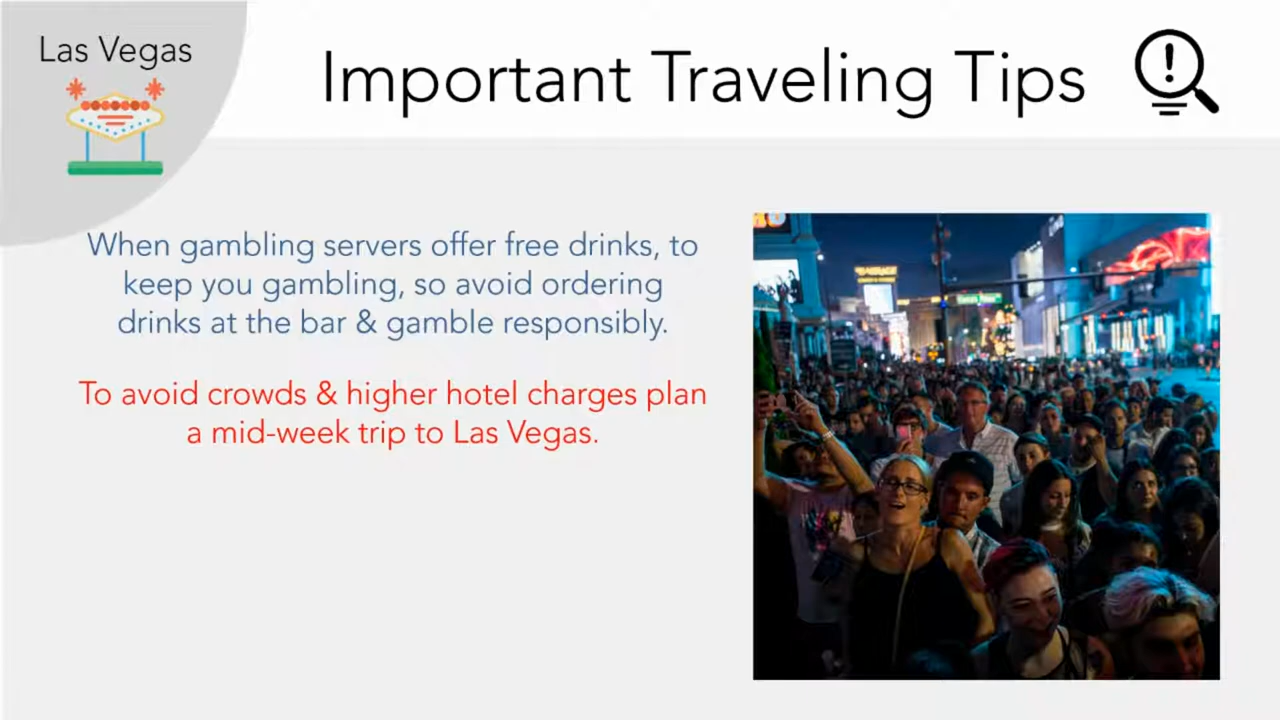 Las Vegas
Important Traveling Tips
When gambling servers offer free drinks, to
keep you gambling, so avoid ordering
drinks at the bar & gamble responsibly.
To avoid crowds & higher hotel charges plan
a mid-week trip to Las Vegas.